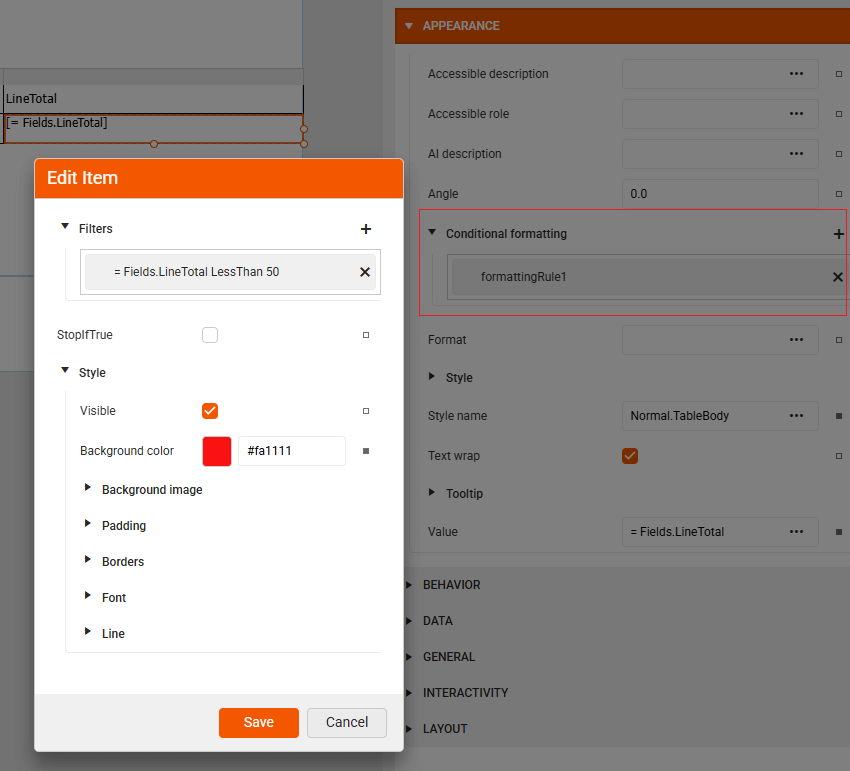 LineTotal
[= Fields.LineTotal]
Edit Item
Filters
= Fields.LineTotal LessThan 50
StopIfTrue
Style
Visible
Background color
#fa1111
Background image
Padding
Borders
Font
Line
Save Cancel
APPEARANCE
Accessible description
Accessible role
AI description
Angle 0.0
Conditional formatting
formattingRule1
Format
Style
Style name Normal.TableBody
Text wrap
Tooltip
Value = Fields.LineTotal
BEHAVIOR
DATA
GENERAL
INTERACTIVITY
LAYOUT